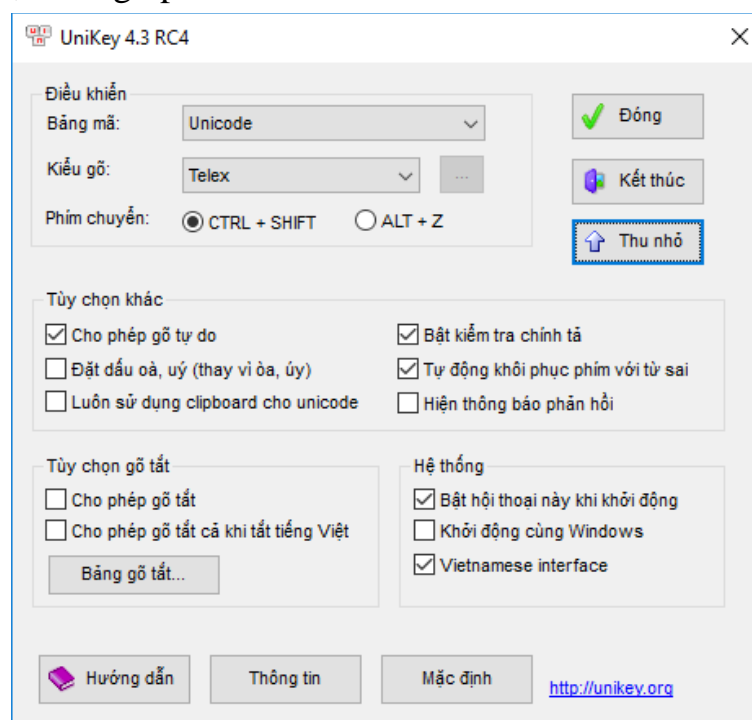 UniKey 4.3 RC4
Điều khiển
Bảng mã: Unicode
Đóng
Kiểu gõ: Telex ...
Kết thúc
Phím chuyển: CTRL + SHIFT ALT + Z
Thu nhỏ
Tùy chọn khác
Cho phép gõ tự do
Bật kiểm tra chính tả
Đặt dấu oà, uý (thay vì òa, úy)
Tự động khôi phục phím với từ sai
Luôn sử dụng clipboard cho unicode
Hiện thông báo phản hồi
Tùy chọn gõ tắt
Cho phép gõ tắt
Cho phép gõ tắt cả khi tắt tiếng Việt
Bảng gõ tắt...
Hệ thống
Bật hội thoại này khi khởi động
Khởi động cùng Windows
Vietnamese interface
Hướng dẫn
Thông tin
Mặc định
http://unikey.org